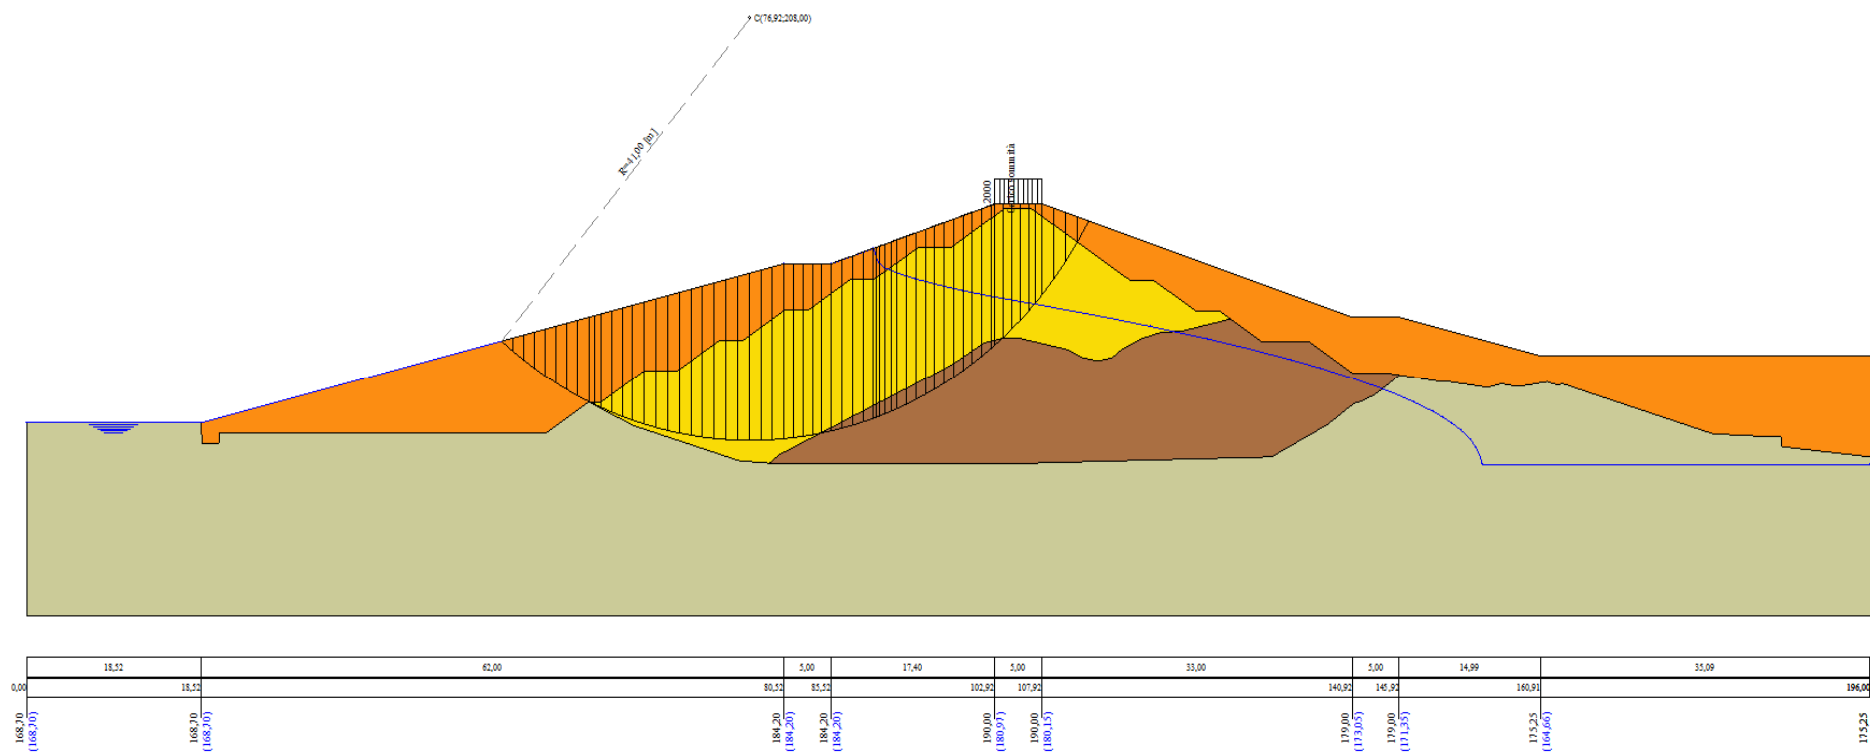 C(76,92;208,00)
R=41,00 [m]
2000
18,52 62,00 5,00 17,40 5,00 33,00 5,00 14,99 35,09
0,00 18,52 80,52 85,52 102,92 107,92 140,92 145,92 160,91 196,00
168,70 168,70 184,20 184,20 190,00 190,00 179,00 179,00 175,25 175,25
(168,70) (168,70) (184,20) (184,20) (180,97) (180,15) (173,05) (171,35) (164,66)